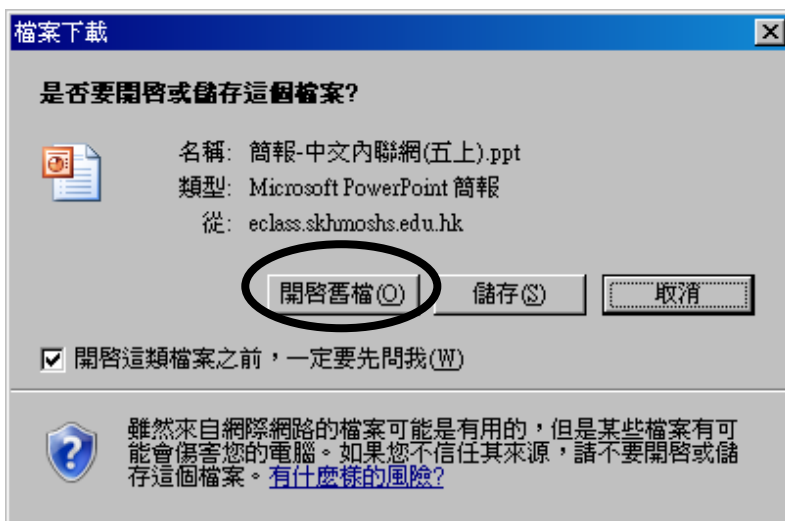 檔案下載
是否要開啓或儲存這個檔案?
名稱: 簡報-中文內聯網(五上).ppt
類型: Microsoft PowerPoint 簡報
從: eclass.skhmoshs.edu.hk
開啓舊檔(O) 儲存(S) 取消
開啓這類檔案之前，一定要先問我(W)
雖然來自網際網路的檔案可能是有用的，但是某些檔案有可
能會傷害您的電腦。如果您不信任其來源，請不要開啓或儲
存這個檔案。有什麼樣的風險?